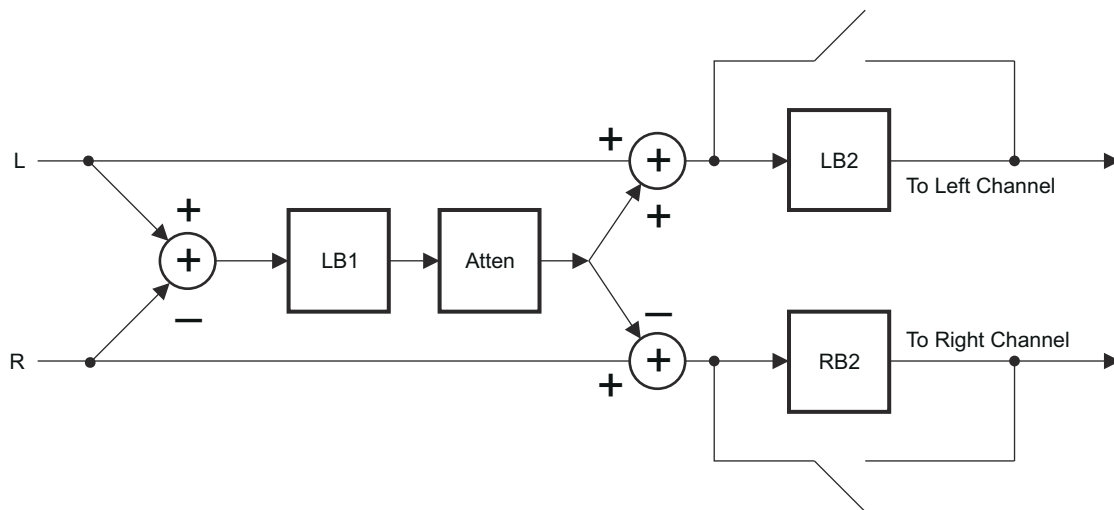 L
+
+
+
+
LB2
To Left Channel
+
+
LB1
Atten
−
−
R
+
+
RB2
To Right Channel